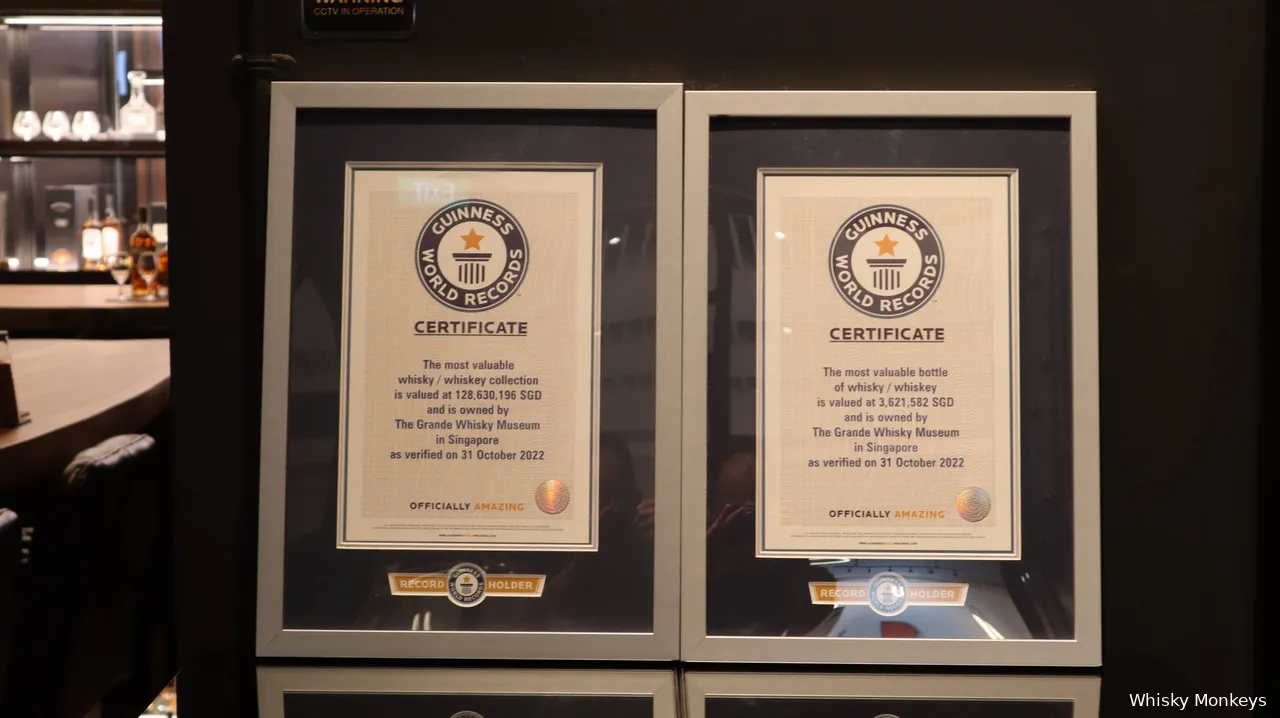 WARNING
CCTV IN OPERATION
EXIT
GUINNESS
WORLD RECORDS
CERTIFICATE
The most valuable
whisky / whiskey collection
is valued at 128,630,196 SGD
and is owned by
The Grande Whisky Museum
in Singapore
as verified on 31 October 2022
OFFICIALLY AMAZING
RECORD HOLDER
GUINNESS
WORLD RECORDS
CERTIFICATE
The most valuable bottle
of whisky / whiskey
is valued at 3,621,582 SGD
and is owned by
The Grande Whisky Museum
in Singapore
as verified on 31 October 2022
OFFICIALLY AMAZING
RECORD HOLDER
Whisky Monkeys